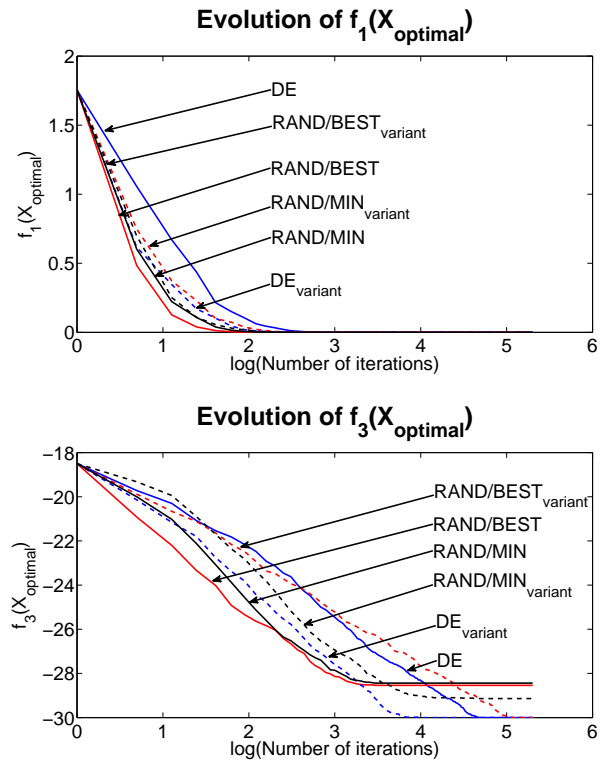 Evolution of f1(Xoptimal)
2
1.5
1
0.5
0
f1(Xoptimal)
DE
RAND/BESTvariant
RAND/BEST
RAND/MINvariant
RAND/MIN
DEvariant
0 1 2 3 4 5 6
log(Number of iterations)
Evolution of f3(Xoptimal)
−18
−20
−22
−24
−26
−28
−30
f3(Xoptimal)
RAND/BESTvariant
RAND/BEST
RAND/MIN
RAND/MINvariant
DEvariant
DE
0 1 2 3 4 5 6
log(Number of iterations)